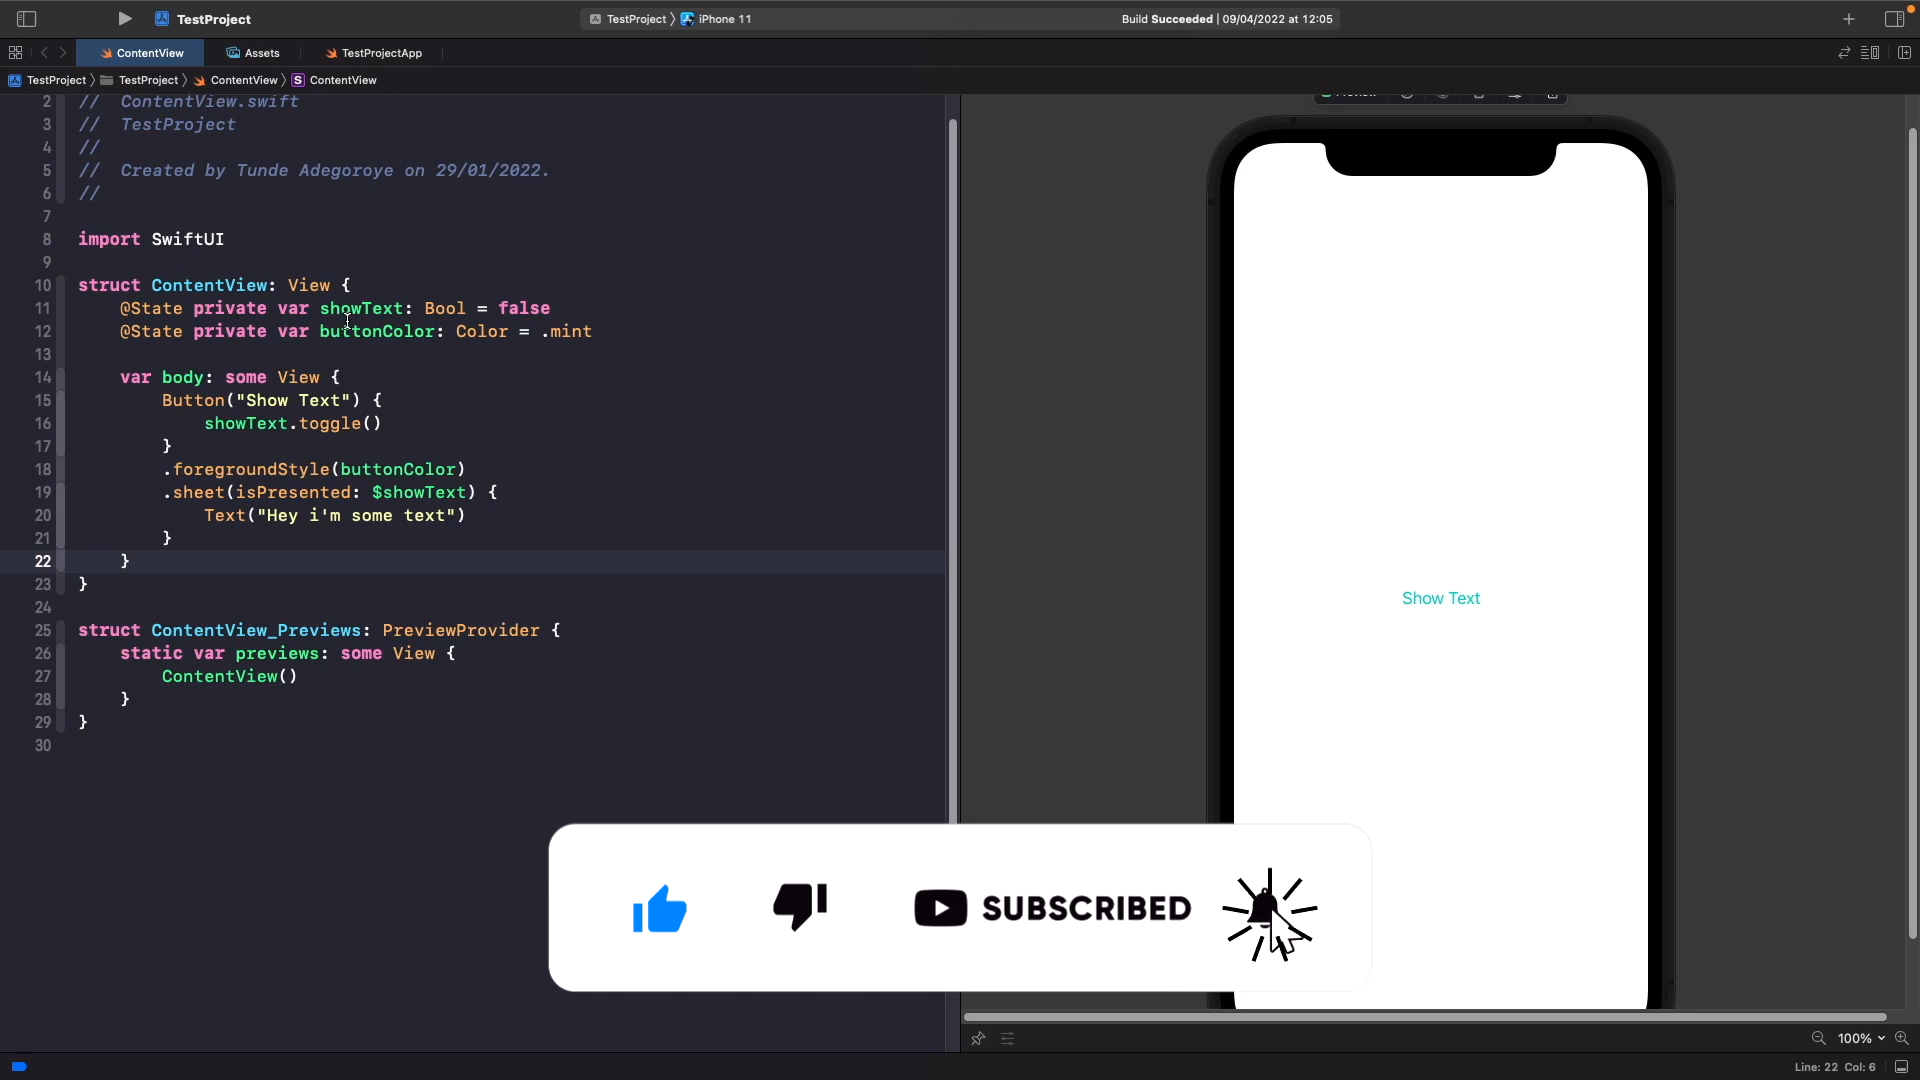 TestProject
TestProject 〉 iPhone 11
Build Succeeded | 09/04/2022 at 12:05
ContentView
Assets
TestProjectApp
TestProject 〉 TestProject 〉 ContentView 〉 S ContentView
2 //  ContentView.swift
3 //  TestProject
4 //
5 //  Created by Tunde Adegoroye on 29/01/2022.
6 //
7
8 import SwiftUI
9
10 struct ContentView: View {
11     @State private var showText: Bool = false
12     @State private var buttonColor: Color = .mint
13
14     var body: some View {
15         Button("Show Text") {
16             showText.toggle()
17         }
18         .foregroundStyle(buttonColor)
19         .sheet(isPresented: $showText) {
20             Text("Hey i'm some text")
21         }
22     }
23 }
24
25 struct ContentView_Previews: PreviewProvider {
26     static var previews: some View {
27         ContentView()
28     }
29 }
30
Show Text
SUBSCRIBED
100%
Line: 22 Col: 6